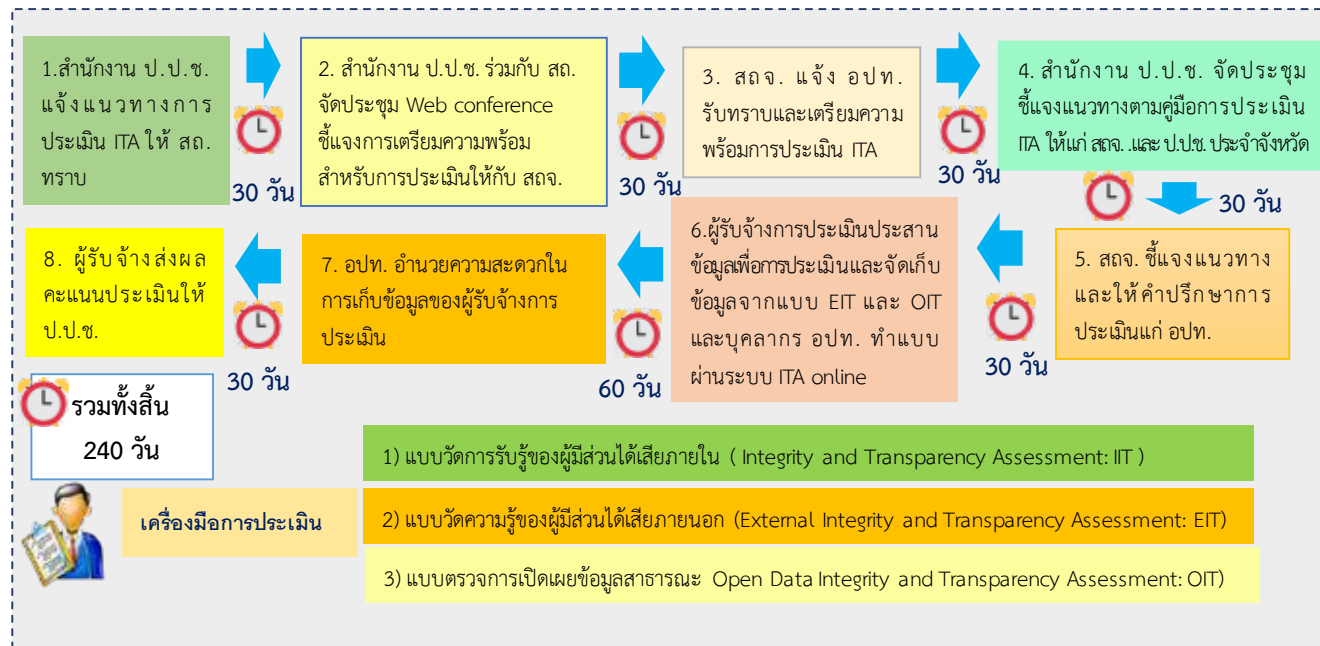 1.สำนักงาน ป.ป.ช.
แจ้งแนวทางการ
ประเมิน ITA ให้ สถ.
ทราบ
30 วัน
2. สำนักงาน ป.ป.ช. ร่วมกับ สถ.
จัดประชุม Web conference
ชี้แจงการเตรียมความพร้อม
สำหรับการประเมินให้กับ สถจ.
30 วัน
3. สถจ. แจ้ง อปท.
รับทราบและเตรียมความ
พร้อมการประเมิน ITA
30 วัน
4. สำนักงาน ป.ป.ช. จัดประชุม
ชี้แจงแนวทางตามคู่มือการประเมิน
ITA ให้แก่ สถจ. .และ ป.ป.ช. ประจำจังหวัด
30 วัน
5. สถจ. ชี้แจงแนวทาง
และให้คำปรึกษาการ
ประเมินแก่ อปท.
30 วัน
6.ผู้รับจ้างการประเมินประสาน
ข้อมูลเพื่อการประเมินและจัดเก็บ
ข้อมูลจากแบบ EIT และ OIT
และบุคลากร อปท. ทำแบบ
ผ่านระบบ ITA online
60 วัน
7. อปท. อำนวยความสะดวกใน
การเก็บข้อมูลของผู้รับจ้างการ
ประเมิน
30 วัน
8. ผู้รับจ้างส่งผล
คะแนนประเมินให้
ป.ป.ช.
รวมทั้งสิ้น
240 วัน
เครื่องมือการประเมิน
1) แบบวัดการรับรู้ของผู้มีส่วนได้เสียภายใน ( Integrity and Transparency Assessment: IIT )
2) แบบวัดความรู้ของผู้มีส่วนได้เสียภายนอก (External Integrity and Transparency Assessment: EIT)
3) แบบตรวจการเปิดเผยข้อมูลสาธารณะ Open Data Integrity and Transparency Assessment: OIT)